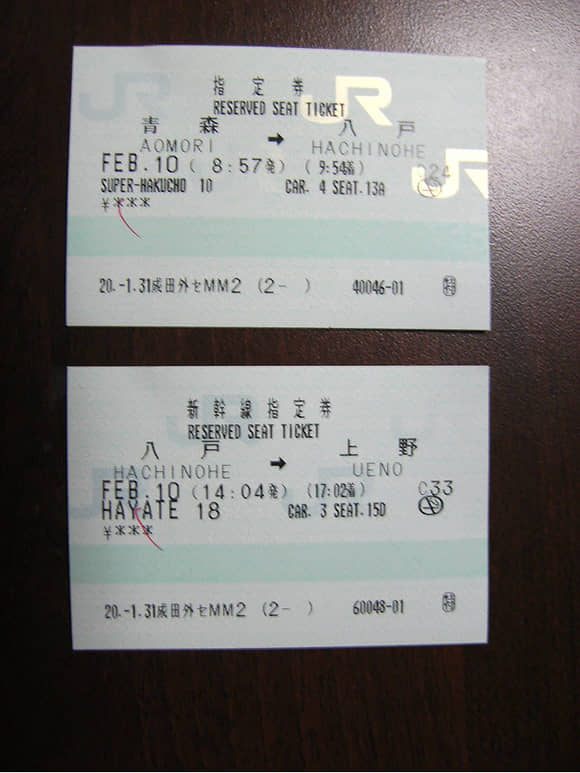 JR
指定券
RESERVED SEAT TICKET
青森 → 八戸
AOMORI HACHINOHE
FEB.10 ( 8:57発) ( 9:54着) C24
SUPER-HAKUCHO 10 CAR. 4 SEAT.13A
¥***
JR
20.-1.31成田外セMM2 (2- ) 40046-01
新幹線指定券
RESERVED SEAT TICKET
八戸 → 上野
HACHINOHE UENO
FEB.10 (14:04発) (17:02着) C33
HAYATE 18 CAR. 3 SEAT.15D
¥***
20.-1.31成田外セMM2 (2- ) 60048-01